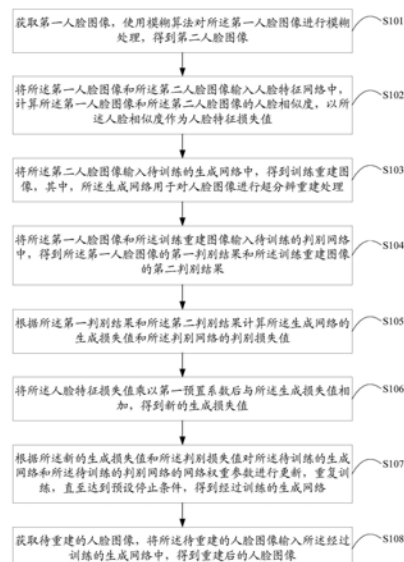 获取第一人脸图像，使用模糊算法对所述第一人脸图像进行模糊
处理，得到第二人脸图像
S101
将所述第一人脸图像和所述第二人脸图像输入人脸特征网络中，
计算所述第一人脸图像和所述第二人脸图像的人脸相似度，以所
述人脸相似度作为人脸特征损失值
S102
将所述第二人脸图像输入待训练的生成网络中，得到训练重建图
像，其中，所述生成网络用于对人脸图像进行超分辨重建处理
S103
将所述第一人脸图像和所述训练重建图像输入待训练的判别网络
中，得到所述第一人脸图像的第一判别结果和所述训练重建图像
的第二判别结果
S104
根据所述第一判别结果和所述第二判别结果计算所述生成网络的
生成损失值和所述判别网络的判别损失值
S105
将所述人脸特征损失值乘以第一预置系数后与所述生成损失值相
加，得到新的生成损失值
S106
根据所述新的生成损失值和所述判别损失值对所述待训练的生成
网络和所述待训练的判别网络的网络权重参数进行更新，重复训
练，直至达到预设停止条件，得到经过训练的生成网络
S107
获取待重建的人脸图像，将所述待重建的人脸图像输入所述经过
训练的生成网络中，得到重建后的人脸图像
S108